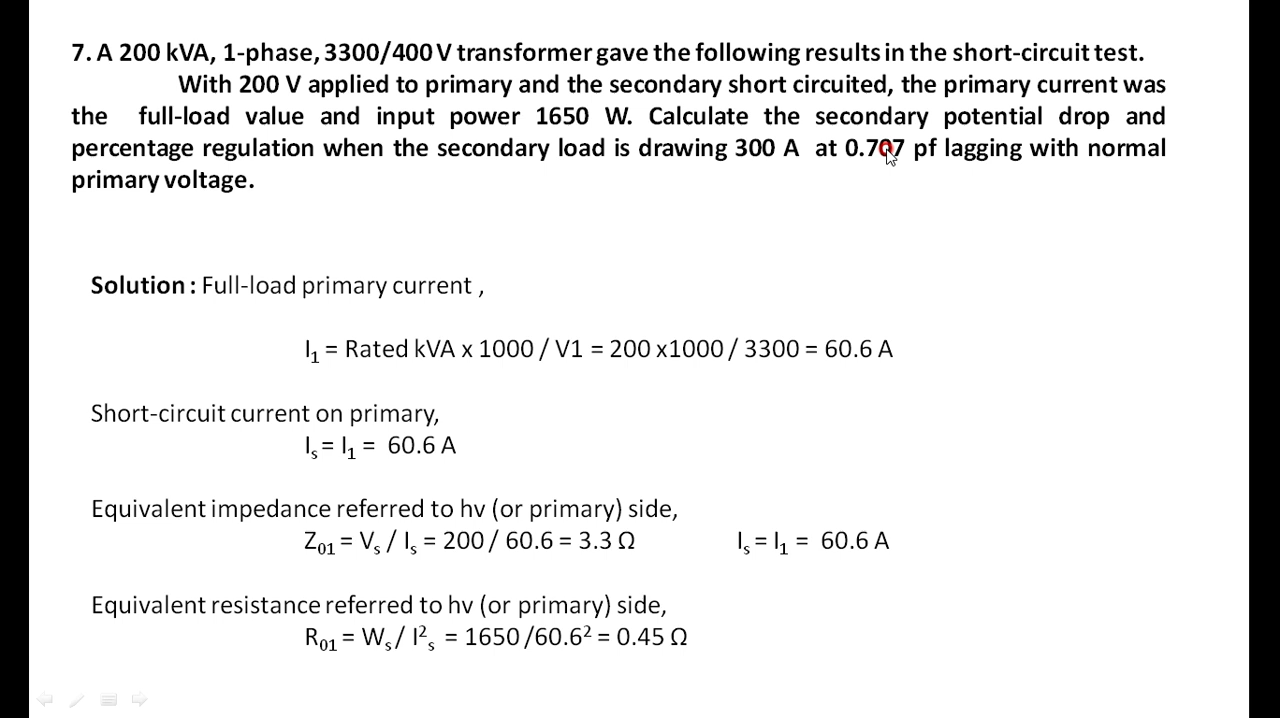 7. A 200 kVA, 1-phase, 3300/400 V transformer gave the following results in the short-circuit test.
With 200 V applied to primary and the secondary short circuited, the primary current was
the full-load value and input power 1650 W. Calculate the secondary potential drop and
percentage regulation when the secondary load is drawing 300 A at 0.707 pf lagging with normal
primary voltage.
Solution : Full-load primary current ,
I₁ = Rated kVA x 1000 / V1 = 200 x1000 / 3300 = 60.6 A
Short-circuit current on primary,
Iₛ = I₁ = 60.6 A
Equivalent impedance referred to hv (or primary) side,
Z₀₁ = Vₛ / Iₛ = 200 / 60.6 = 3.3 Ω Iₛ = I₁ = 60.6 A
Equivalent resistance referred to hv (or primary) side,
R₀₁ = Wₛ / I²ₛ = 1650 /60.6² = 0.45 Ω